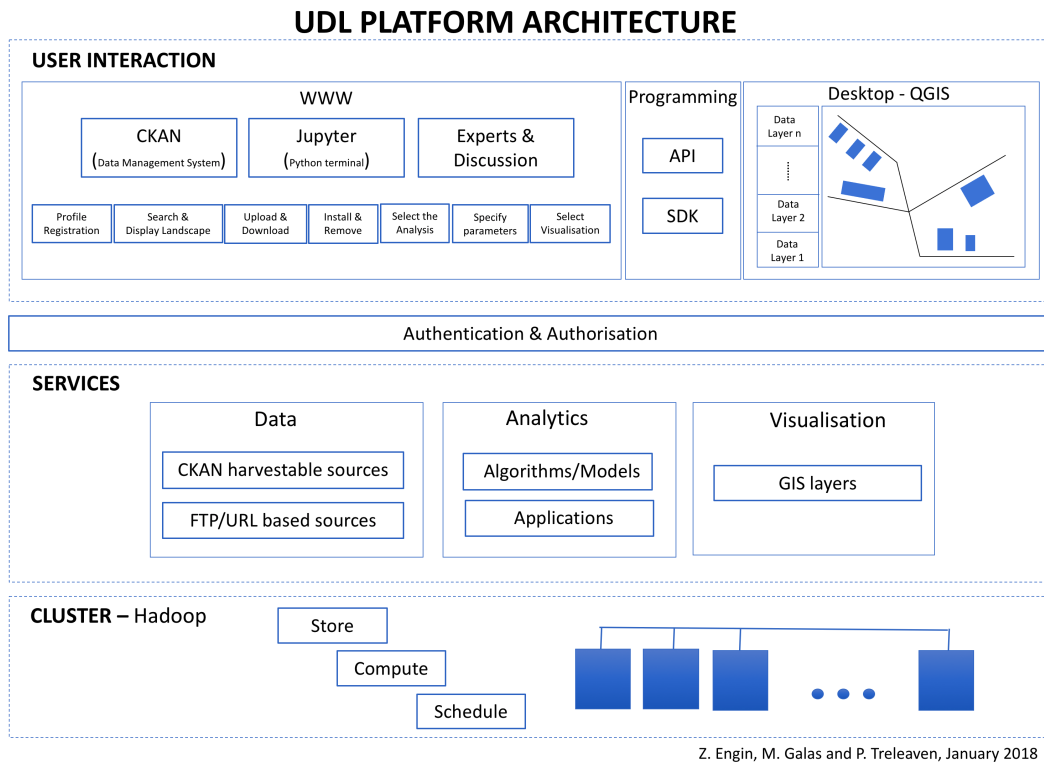 UDL PLATFORM ARCHITECTURE
USER INTERACTION
WWW
CKAN
(Data Management System)
Jupyter
(Python terminal)
Experts &
Discussion
Profile
Registration
Search &
Display Landscape
Upload &
Download
Install &
Remove
Select the
Analysis
Specify
parameters
Select
Visualisation
Programming
API
SDK
Desktop - QGIS
Data
Layer n
Data
Layer 2
Data
Layer 1
Authentication & Authorisation
SERVICES
Data
CKAN harvestable sources
FTP/URL based sources
Analytics
Algorithms/Models
Applications
Visualisation
GIS layers
CLUSTER – Hadoop
Store
Compute
Schedule
Z. Engin, M. Galas and P. Treleaven, January 2018